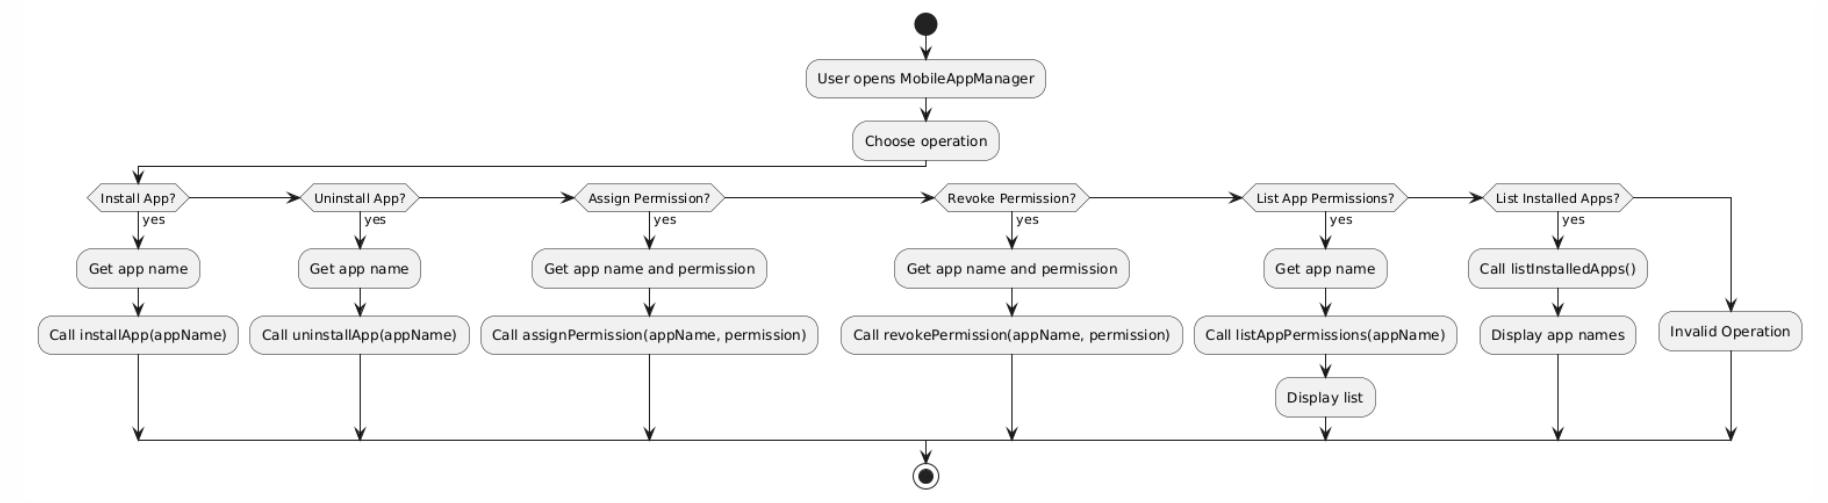 User opens MobileAppManager
Choose operation
Install App?
Uninstall App?
Assign Permission?
Revoke Permission?
List App Permissions?
List Installed Apps?
yes
yes
yes
yes
yes
yes
Get app name
Get app name
Get app name and permission
Get app name and permission
Get app name
Call listInstalledApps()
Call installApp(appName)
Call uninstallApp(appName)
Call assignPermission(appName, permission)
Call revokePermission(appName, permission)
Call listAppPermissions(appName)
Display app names
Invalid Operation
Display list